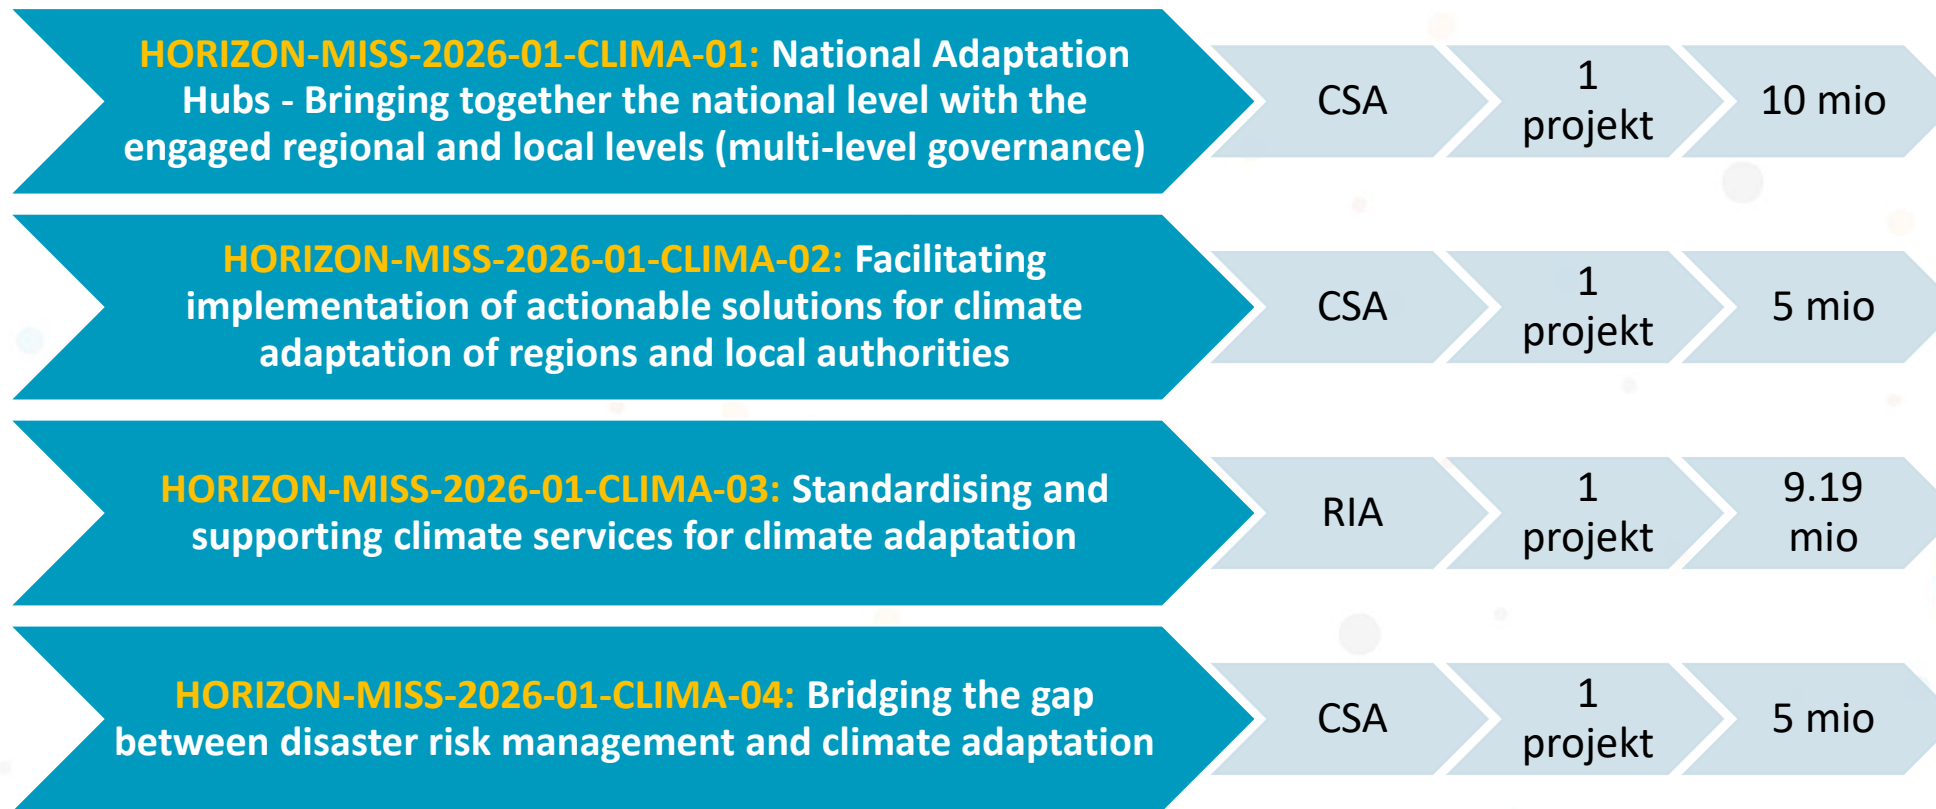 HORIZON-MISS-2026-01-CLIMA-01: National Adaptation
Hubs - Bringing together the national level with the
engaged regional and local levels (multi-level governance)
CSA
1
projekt
10 mio
HORIZON-MISS-2026-01-CLIMA-02: Facilitating
implementation of actionable solutions for climate
adaptation of regions and local authorities
CSA
1
projekt
5 mio
HORIZON-MISS-2026-01-CLIMA-03: Standardising and
supporting climate services for climate adaptation
RIA
1
projekt
9.19
mio
HORIZON-MISS-2026-01-CLIMA-04: Bridging the gap
between disaster risk management and climate adaptation
CSA
1
projekt
5 mio